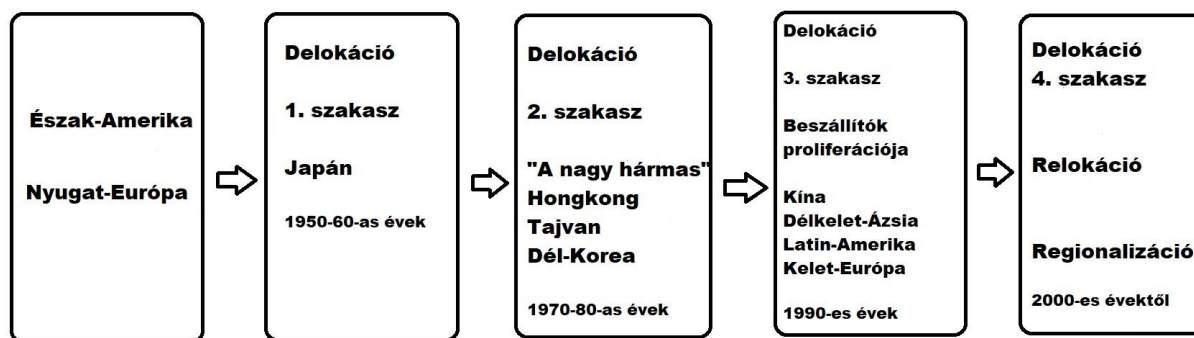 Észak-Amerika
Nyugat-Európa
Delokáció
1. szakasz
Japán
1950-60-as évek
Delokáció
2. szakasz
"A nagy hármas"
Hongkong
Tajvan
Dél-Korea
1970-80-as évek
Delokáció
3. szakasz
Beszállítók
proliferációja
Kína
Délkelet-Ázsia
Latin-Amerika
Kelet-Európa
1990-es évek
Delokáció
4. szakasz
Relokáció
Regionalizáció
2000-es évektől